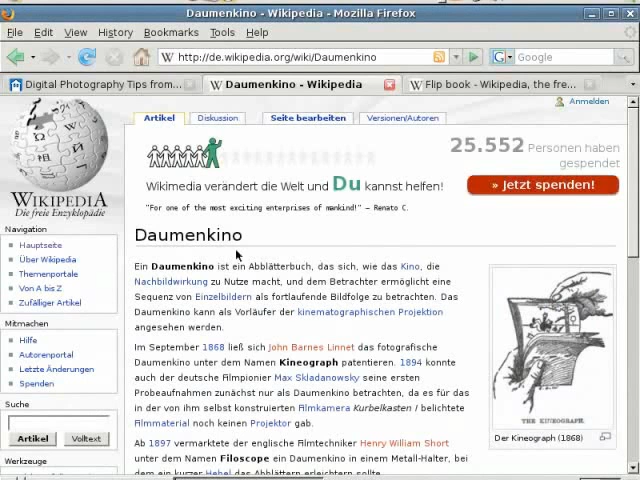 Daumenkino - Wikipedia - Mozilla Firefox
File Edit View History Bookmarks Tools Help
http://de.wikipedia.org/wiki/Daumenkino
Google
Digital Photography Tips from...
Daumenkino - Wikipedia
Flip book - Wikipedia, the fre...
Anmelden
Artikel
Diskussion
Seite bearbeiten
Versionen/Autoren
25.552 Personen haben
gespendet
Wikimedia verändert die Welt und Du kannst helfen!
» Jetzt spenden!
"For one of the most exciting enterprises of mankind!" — Renato C.
WIKIPEDIA
Die freie Enzyklopädie
Navigation
Hauptseite
Über Wikipedia
Themenportale
Von A bis Z
Zufälliger Artikel
Mitmachen
Hilfe
Autorenportal
Letzte Änderungen
Spenden
Suche
Artikel
Volltext
Werkzeuge
Daumenkino
Ein Daumenkino ist ein Abblätterbuch, das sich, wie das Kino, die
Nachbildwirkung zu Nutze macht, und dem Betrachter ermöglicht eine
Sequenz von Einzelbildern als fortlaufende Bildfolge zu betrachten. Das
Daumenkino kann als Vorläufer der kinematographischen Projektion
angesehen werden.
Im September 1868 ließ sich John Barnes Linnet das fotografische
Daumenkino unter dem Namen Kineograph patentieren. 1894 konnte
auch der deutsche Filmpionier Max Skladanowsky seine ersten
Probeaufnahmen zunächst nur als Daumenkino betrachten, da es für das
in der von ihm selbst konstruierten Filmkamera Kurbelkasten I belichtete
Filmmaterial noch keinen Projektor gab.
Ab 1897 vermarktete der englische Filmtechniker Henry William Short
unter dem Namen Filoscope ein Daumenkino in einem Metall-Halter, bei
dem ein kurzer Hebel das Abblättern erleichtern sollte
THE KINEOGRAPH
Der Kineograph (1868)